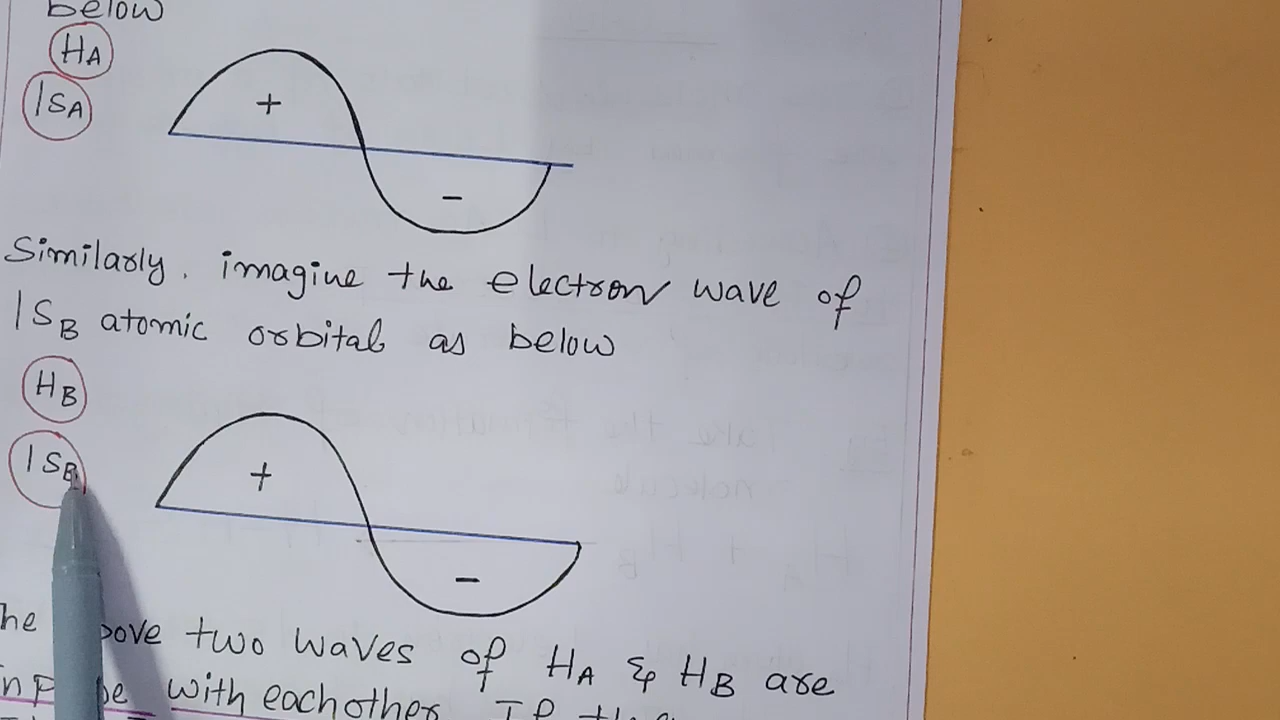 below
HA
1SA
+
-
Similarly, imagine the electron wave of
1SB atomic orbital as below
HB
1SB
+
-
two waves of HA & HB are
with eachother.